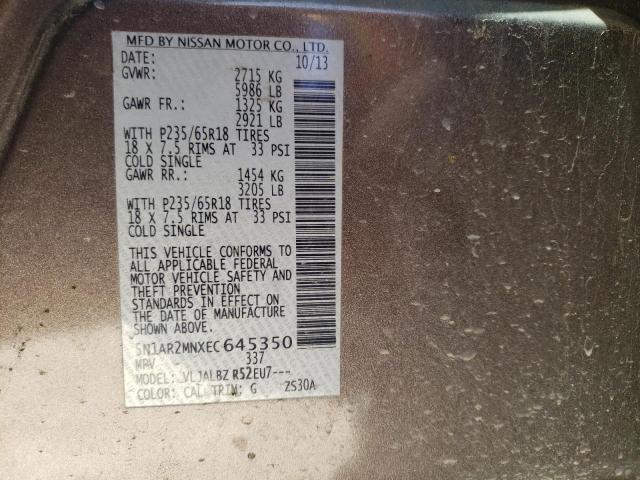 MFD BY NISSAN MOTOR CO., LTD.
DATE: 10/13
GVWR: 2715 KG
5986 LB
GAWR FR.: 1325 KG
2921 LB
WITH P235/65R18 TIRES
18 X 7.5 RIMS AT 33 PSI
COLD SINGLE
GAWR RR.: 1454 KG
3205 LB
WITH P235/65R18 TIRES
18 X 7.5 RIMS AT 33 PSI
COLD SINGLE
THIS VEHICLE CONFORMS TO
ALL APPLICABLE FEDERAL
MOTOR VEHICLE SAFETY AND
THEFT PREVENTION
STANDARDS IN EFFECT ON
THE DATE OF MANUFACTURE
SHOWN ABOVE.
5N1AR2MNXEC645350
MPV 337
MODEL: VLJALBZ R52EU7---
COLOR: CAL TRIM: G ZS30A